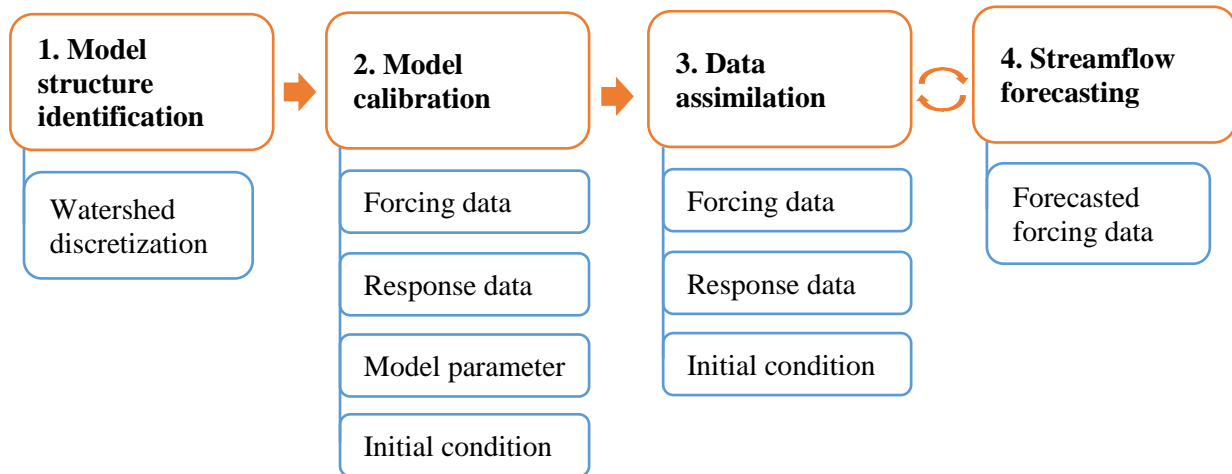 1. Model
structure
identification
Watershed
discretization
2. Model
calibration
Forcing data
Response data
Model parameter
Initial condition
3. Data
assimilation
Forcing data
Response data
Initial condition
4. Streamflow
forecasting
Forecasted
forcing data